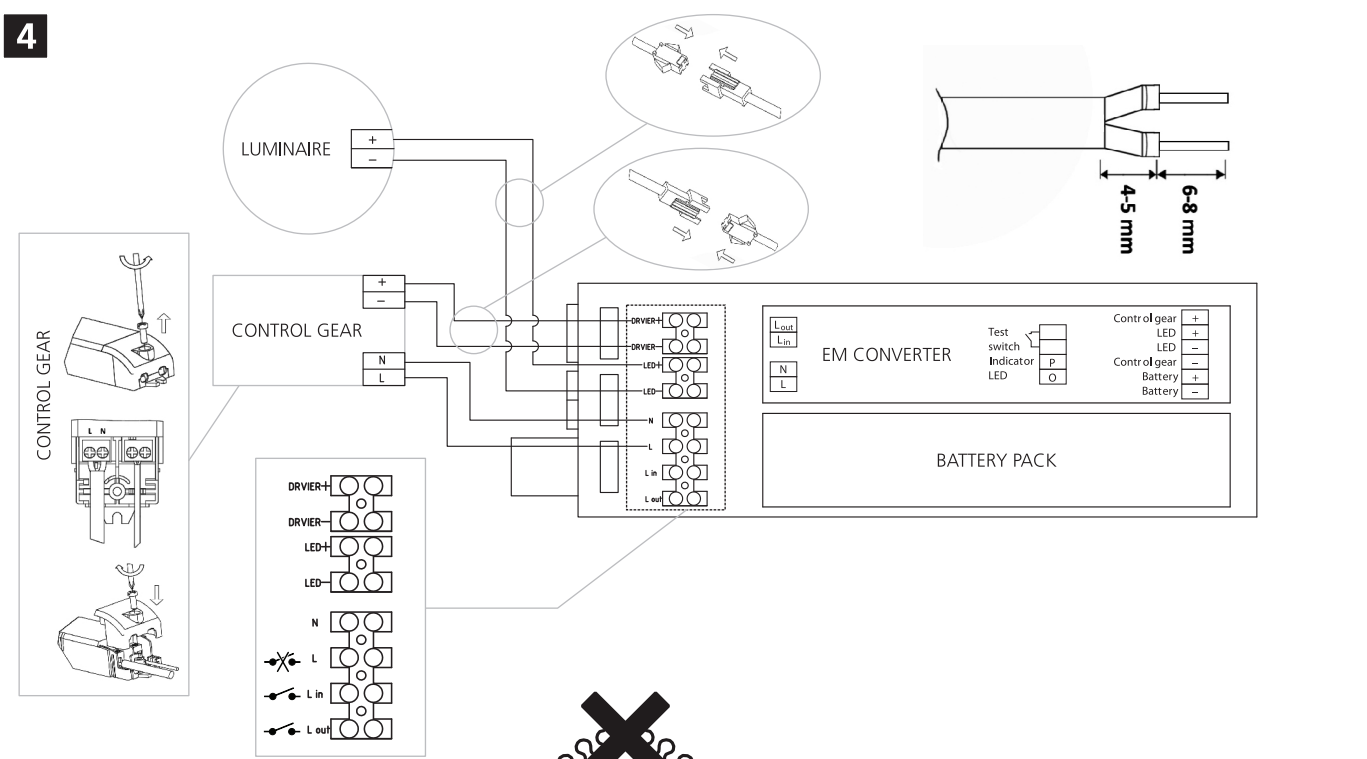 4
LUMINAIRE
+
−
CONTROL GEAR
+
−
N
L
CONTROL GEAR
L N
4-5 mm
6-8 mm
DRVIER+
DRVIER−
LED+
LED−
N
L
L in
L out
Lout
Lin
N
L
EM CONVERTER
Test
switch
Indicator P
LED O
Control gear +
LED +
LED −
Control gear −
Battery +
Battery −
BATTERY PACK
DRVIER+
DRVIER−
LED+
LED−
N
L
L in
L out